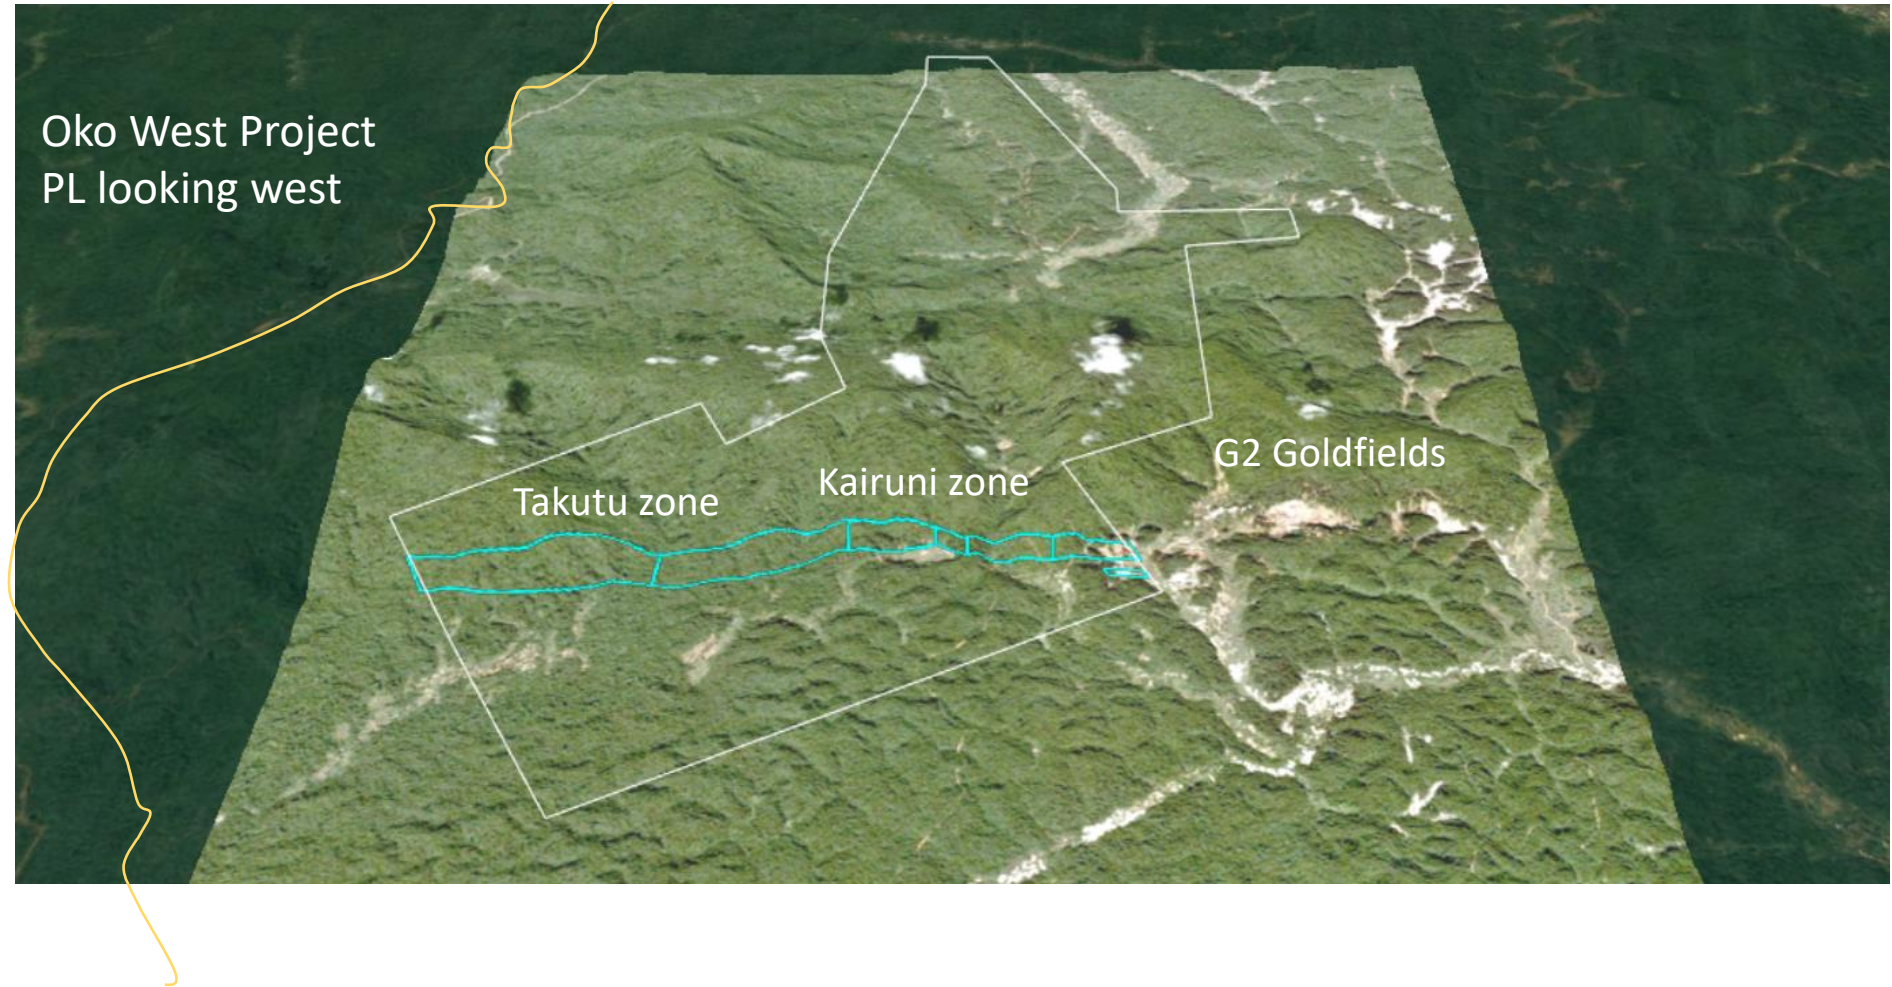 Oko West Project
PL looking west
G2 Goldfields
Kairuni zone
Takutu zone